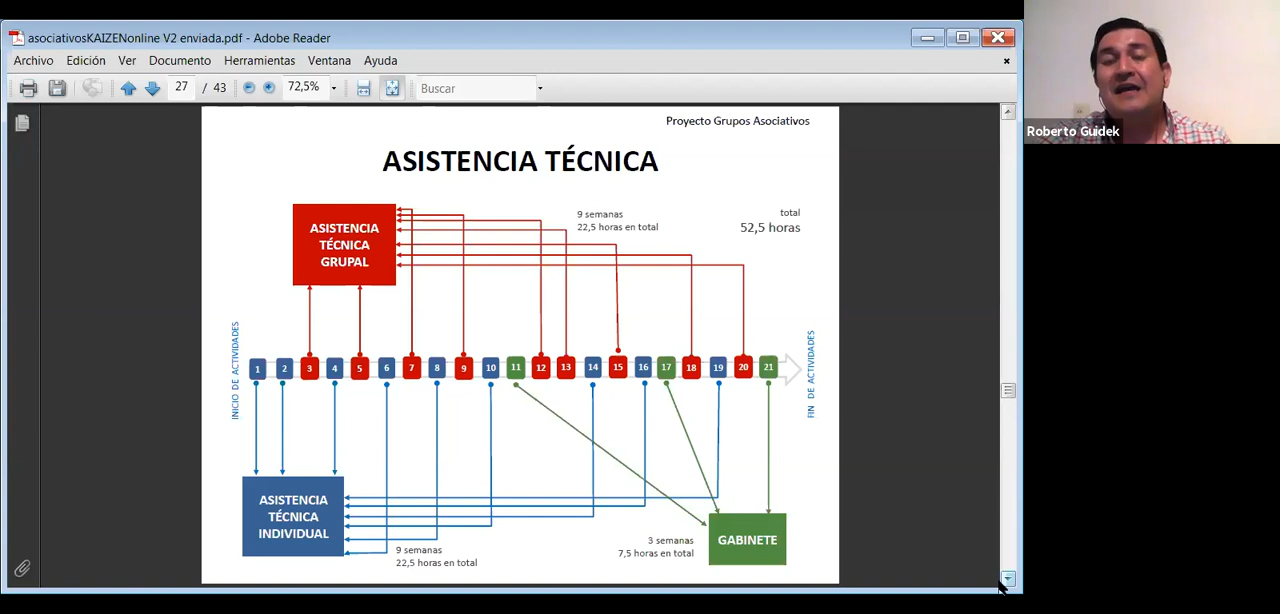 asociativosKAIZENonline V2 enviada.pdf - Adobe Reader
Archivo Edición Ver Documento Herramientas Ventana Ayuda
27 / 43 72,5% Buscar
Proyecto Grupos Asociativos
ASISTENCIA TÉCNICA
ASISTENCIA
TÉCNICA
GRUPAL
9 semanas
22,5 horas en total
total
52,5 horas
INICIO DE ACTIVIDADES
1 2 3 4 5 6 7 8 9 10 11 12 13 14 15 16 17 18 19 20 21
FIN DE ACTIVIDADES
ASISTENCIA
TÉCNICA
INDIVIDUAL
9 semanas
22,5 horas en total
3 semanas
7,5 horas en total
GABINETE
Roberto Guidek